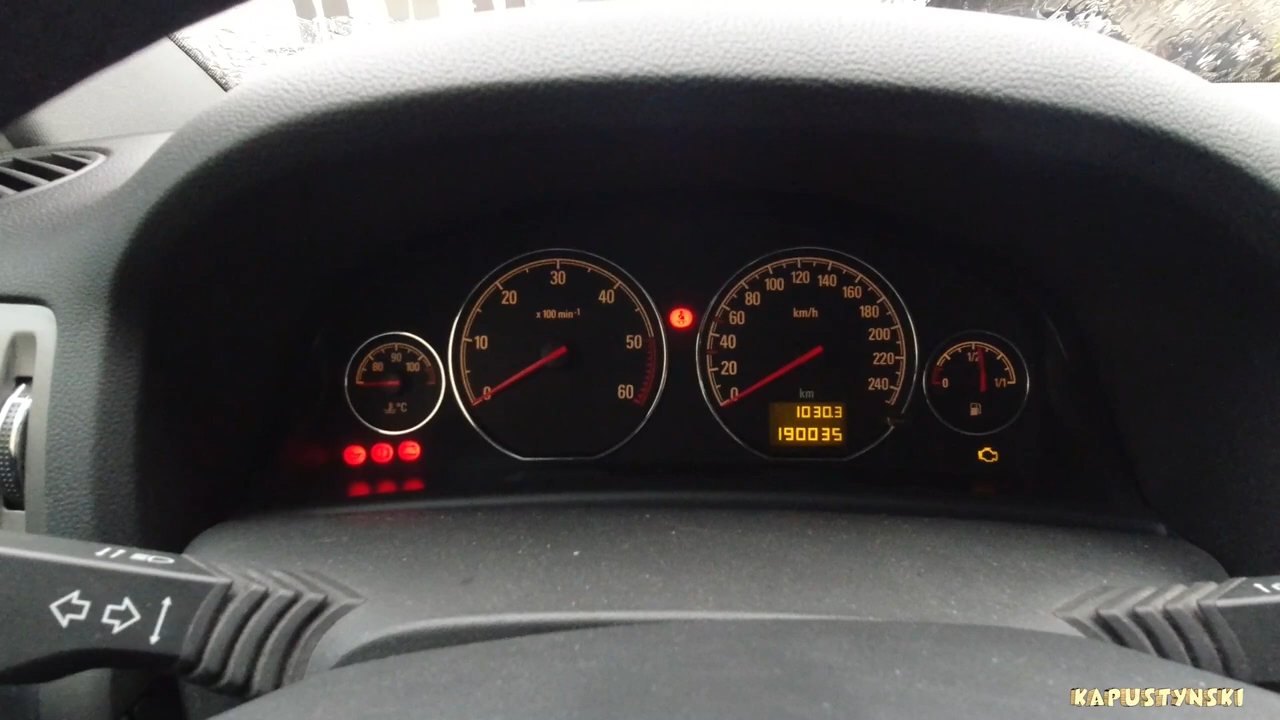 80 90 100
°C
0 10 20 30 40 50 60
x 100 min⁻¹
0 20 40 60 80 100 120 140 160 180 200 220 240
km/h
km
1030.3
190035
0 1/2 1/1
KAPUSTYNSKI